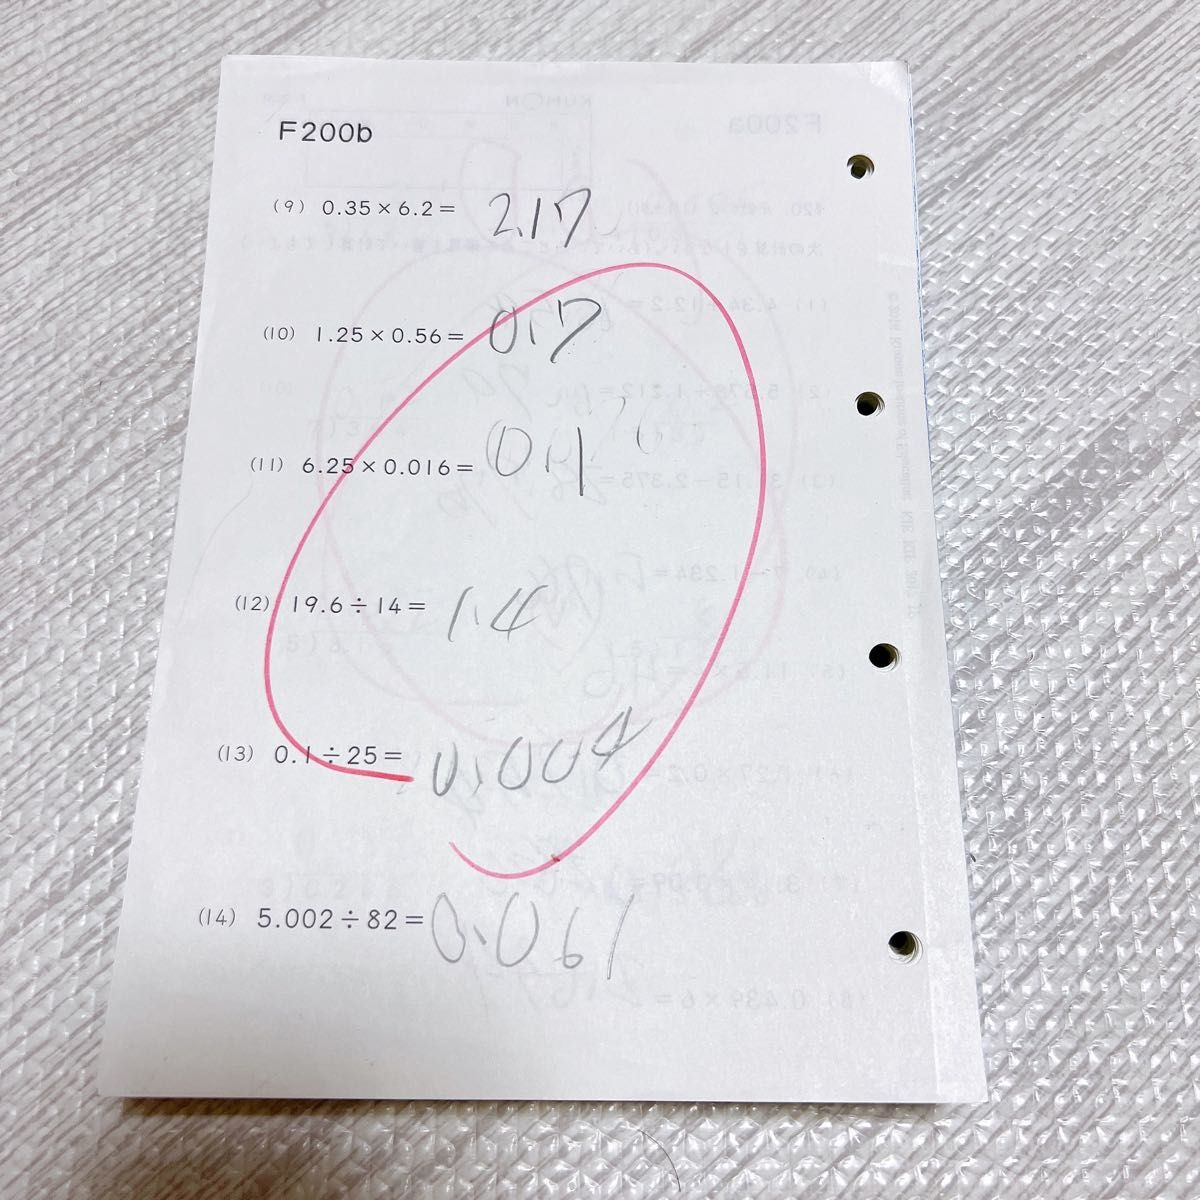 F200b
(9) 0.35×6.2= 2.17
(10) 1.25×0.56= 0.7
(11) 6.25×0.016= 0.1
(12) 19.6÷14= 1.4
(13) 0.1÷25= 0.004
(14) 5.002÷82= 0.061